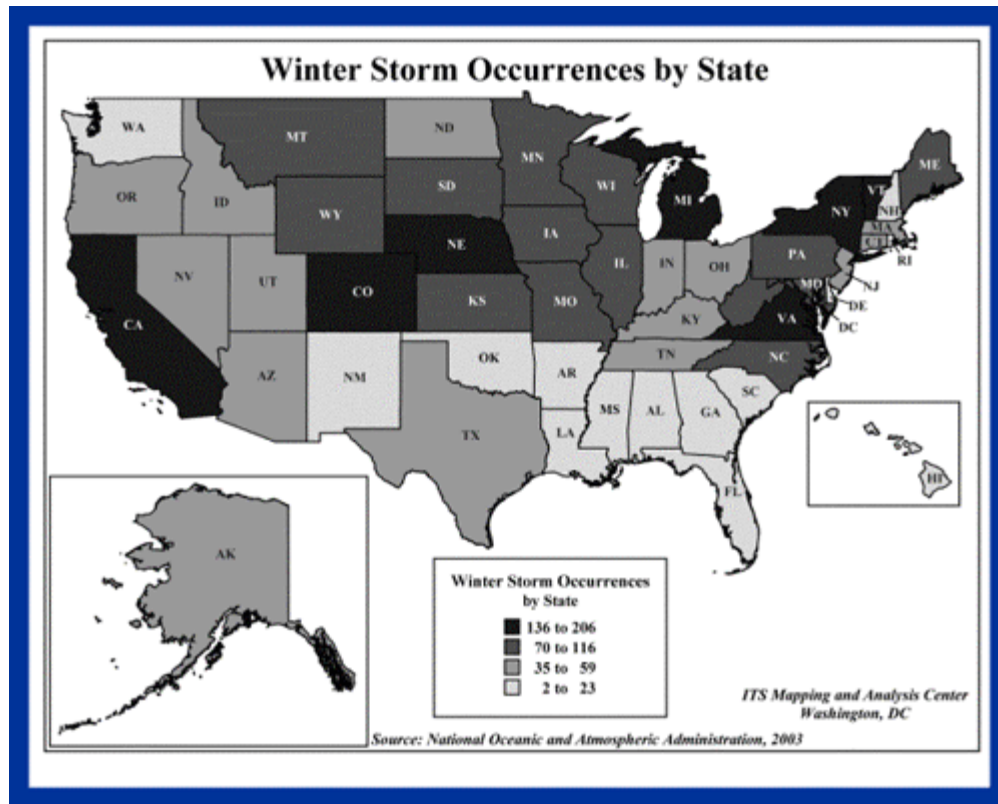 Winter Storm Occurrences by State
WA
MT
ND
MN
ME
OR
ID
SD
WI
MI
VT
NH
NY
WY
MA
CT
RI
NE
IA
PA
NV
UT
CO
IL
IN
OH
NJ
MD
DE
KS
MO
KY
VA
DC
CA
TN
NC
AZ
NM
OK
AR
SC
MS
AL
GA
TX
LA
FL
HI
AK
Winter Storm Occurrences
by State
136 to 206
70 to 116
35 to 59
2 to 23
ITS Mapping and Analysis Center
Washington, DC
Source: National Oceanic and Atmospheric Administration, 2003